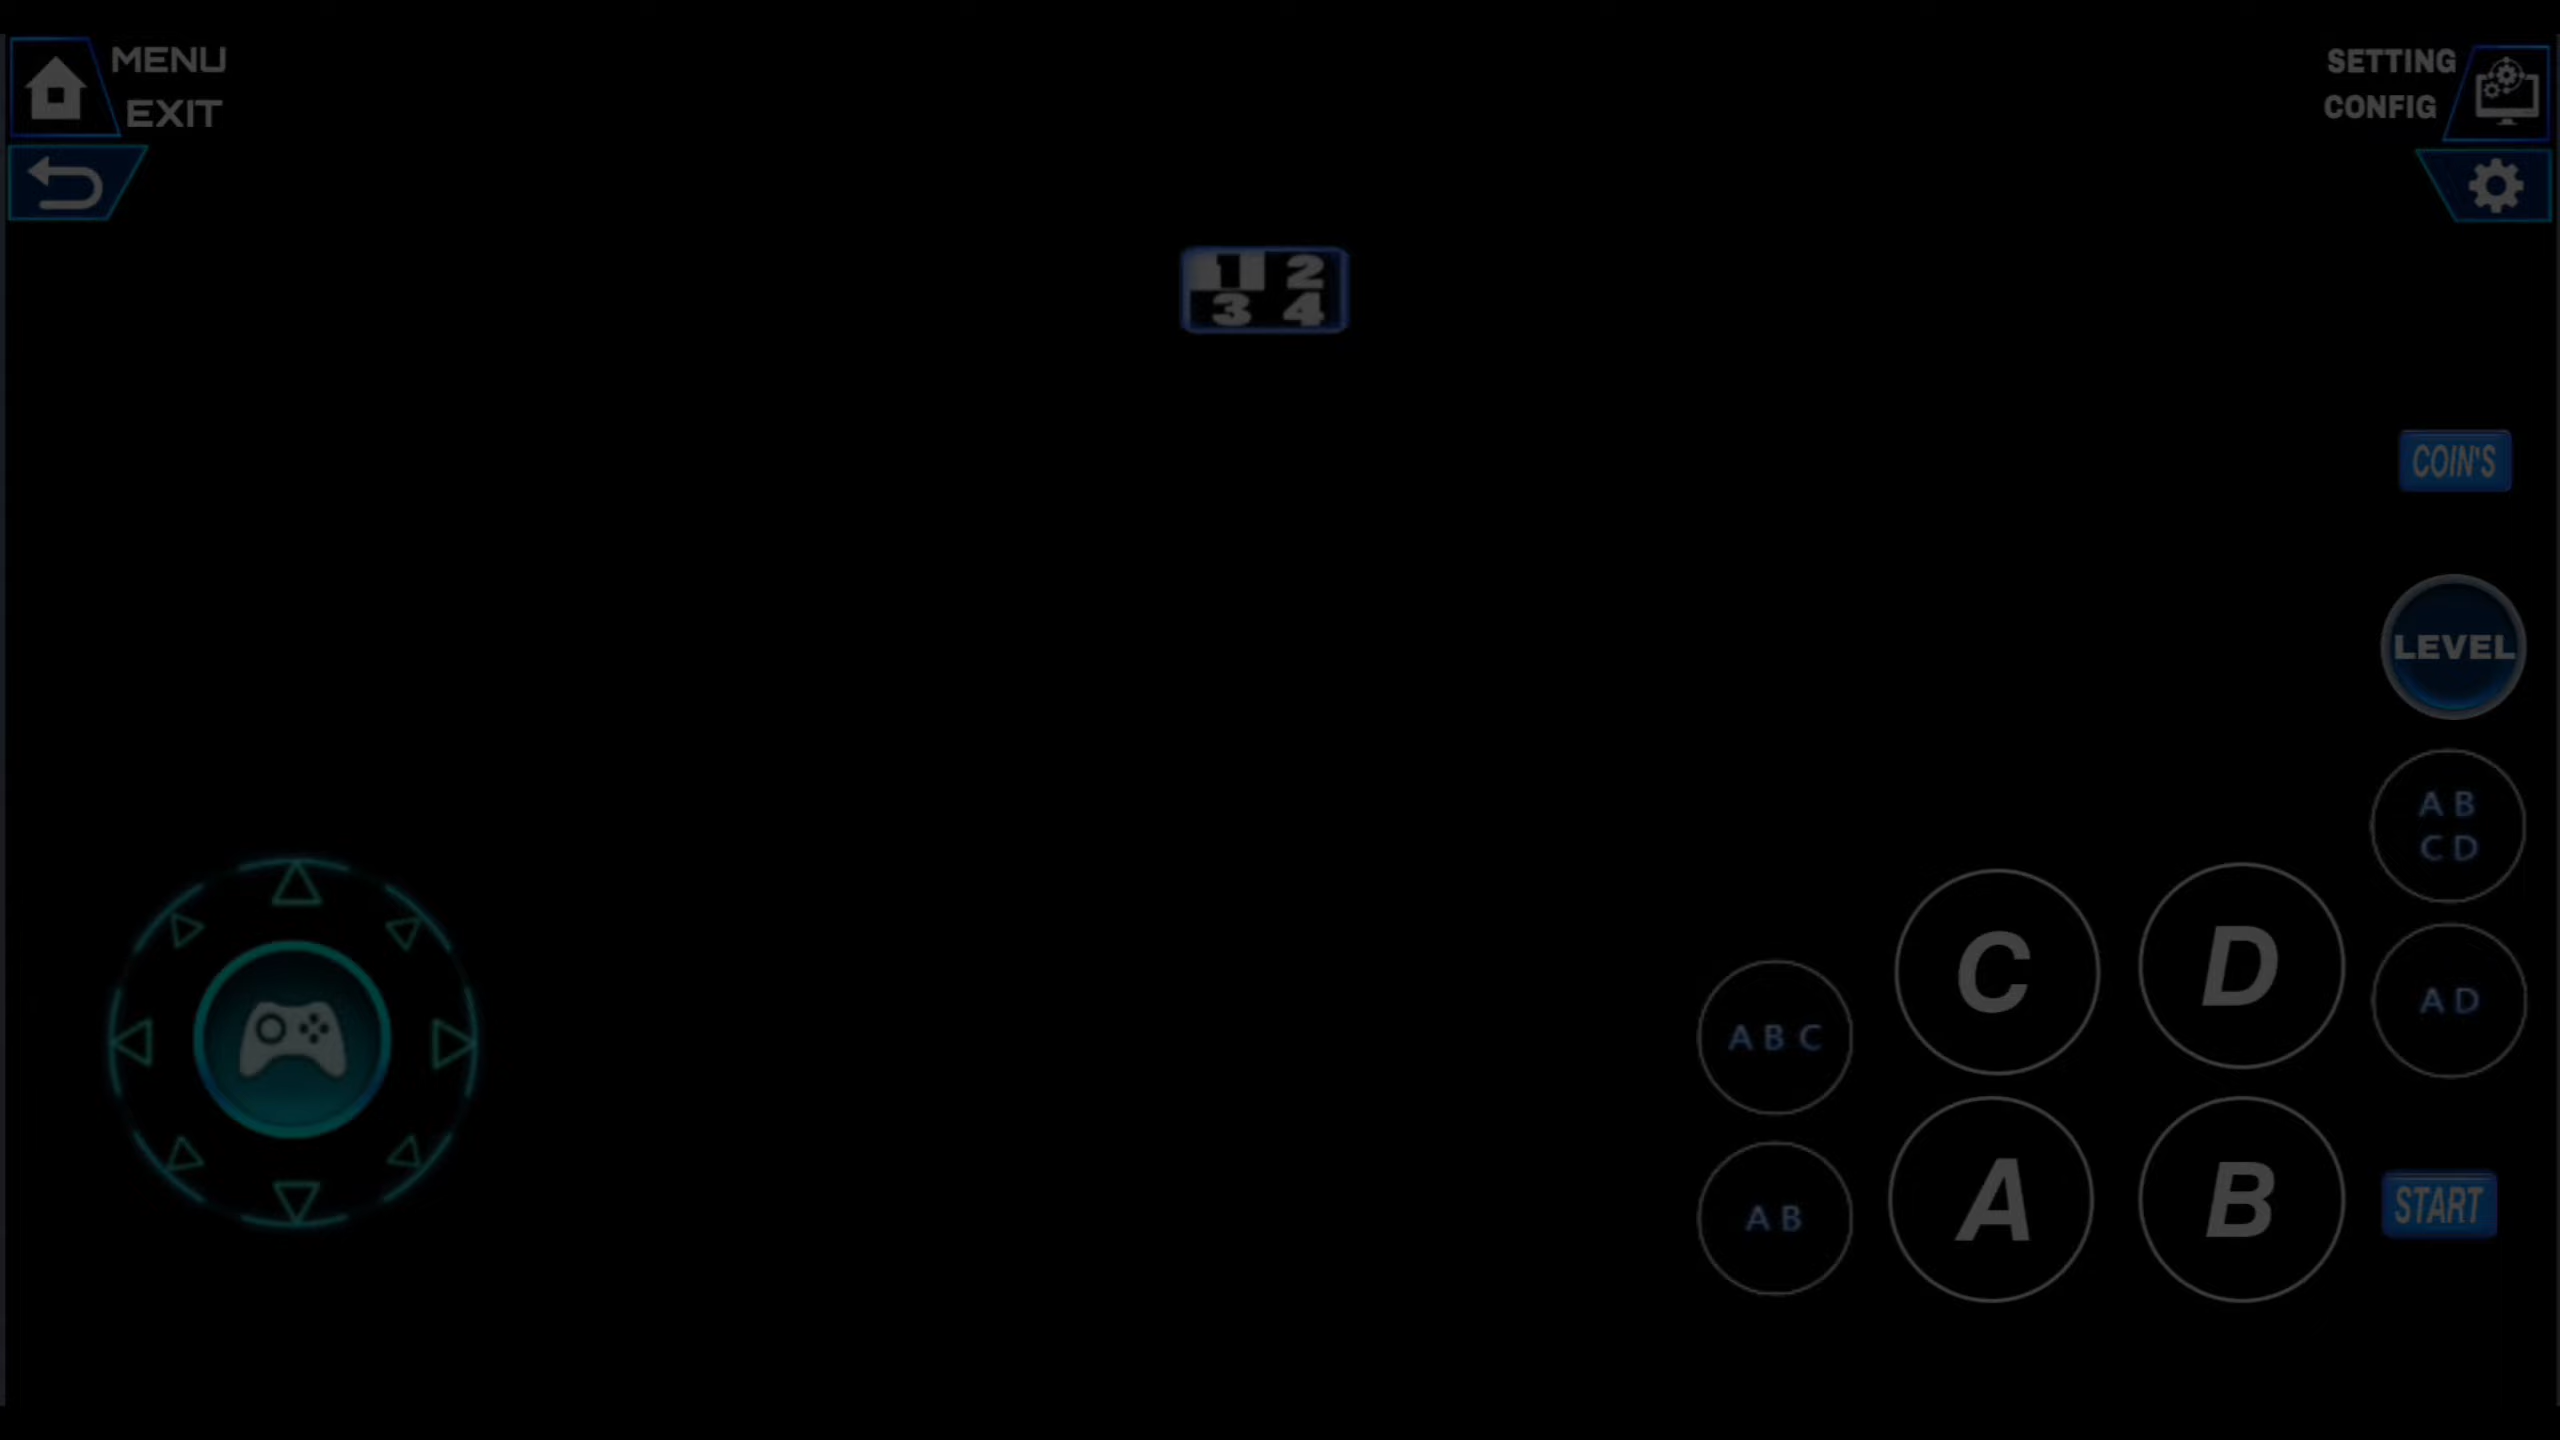 MENU
EXIT
SETTING
CONFIG
1 2
3 4
COIN'S
LEVEL
A B
C D
C
D
A D
A B C
A B
A
B
START